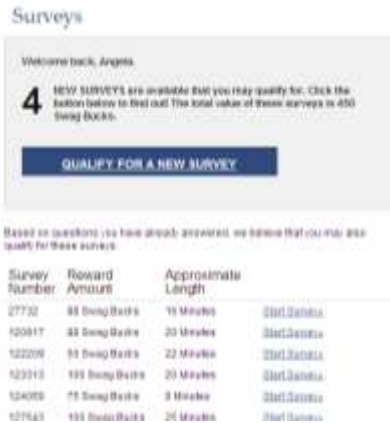 Surveys
Welcome back, Angela.
4 NEW SURVEYS are available that you may qualify for. Click the
button below to find out! The total value of these surveys is 450
Swag Bucks.
QUALIFY FOR A NEW SURVEY
Based on questions you have already answered, we believe that you may also
qualify for these surveys.
Survey Number Reward Amount Approximate Length
Swag Bucks Minutes Start Survey
Swag Bucks 20 Minutes Start Survey
Swag Bucks 22 Minutes Start Survey
Swag Bucks 20 Minutes Start Survey
75 Swag Bucks Minutes Start Survey
Swag Bucks 25 Minutes Start Survey